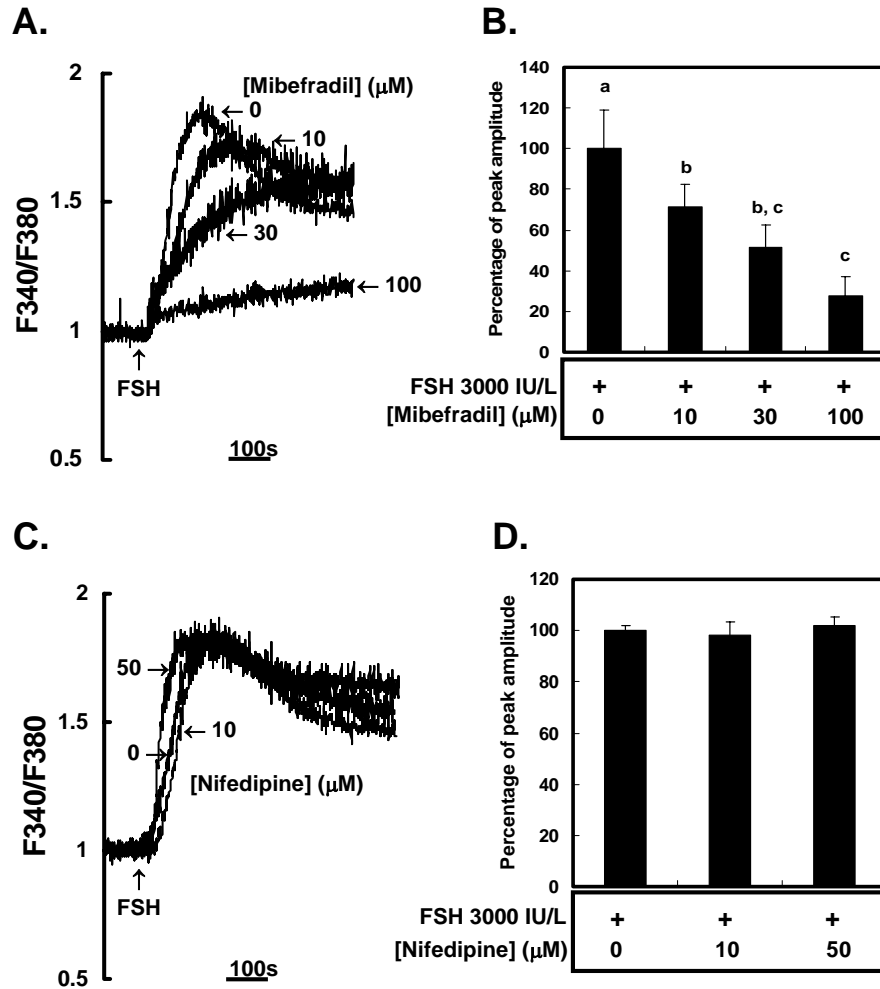 A.
2
1.5
1
0.5
F340/F380
[Mibefradil] (μM)
← 0
← 10
← 30
← 100
↑
FSH
100s
B.
140
120
100
80
60
40
20
0
Percentage of peak amplitude
a
b
b, c
c
FSH 3000 IU/L + + + +
[Mibefradil] (μM) 0 10 30 100
C.
2
1.5
1
0.5
F340/F380
50 →
← 10
0 →
[Nifedipine] (μM)
↑
FSH
100s
D.
120
100
80
60
40
20
0
Percentage of peak amplitude
FSH 3000 IU/L + + +
[Nifedipine] (μM) 0 10 50